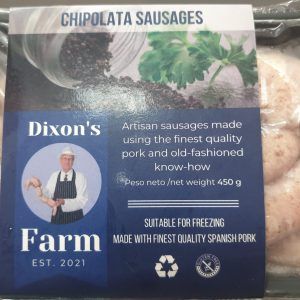 CHIPOLATA SAUSAGES
Dixon's
Farm
EST. 2021
Artisan sausages made
using the finest quality
pork and old-fashioned
know-how
Peso neto /net weight 450 g
SUITABLE FOR FREEZING
MADE WITH FINEST QUALITY SPANISH PORK